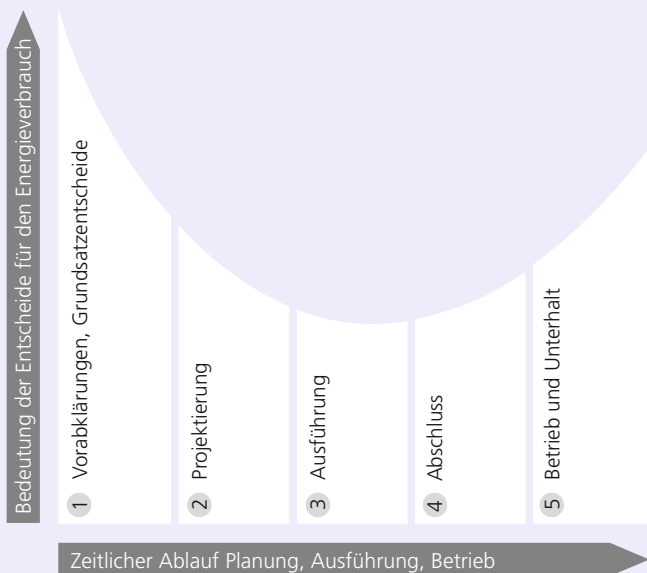 Bedeutung der Entscheide für den Energieverbrauch
1 Vorabklärungen, Grundsatzentscheide
2 Projektierung
3 Ausführung
4 Abschluss
5 Betrieb und Unterhalt
Zeitlicher Ablauf Planung, Ausführung, Betrieb